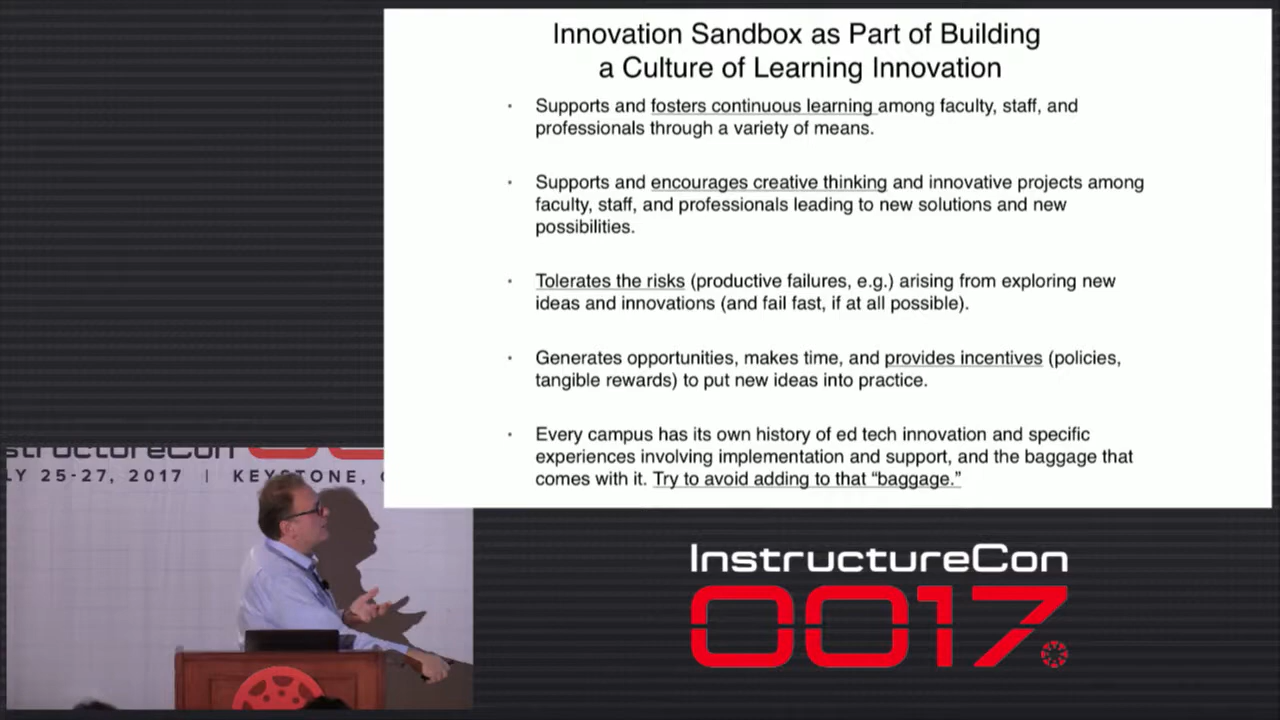 Innovation Sandbox as Part of Building
a Culture of Learning Innovation
· Supports and fosters continuous learning among faculty, staff, and
professionals through a variety of means.
· Supports and encourages creative thinking and innovative projects among
faculty, staff, and professionals leading to new solutions and new
possibilities.
· Tolerates the risks (productive failures, e.g.) arising from exploring new
ideas and innovations (and fail fast, if at all possible).
· Generates opportunities, makes time, and provides incentives (policies,
tangible rewards) to put new ideas into practice.
· Every campus has its own history of ed tech innovation and specific
experiences involving implementation and support, and the baggage that
comes with it. Try to avoid adding to that “baggage.”
structureCon
LY 25-27, 2017 | KEYSTONE,
InstructureCon
0017